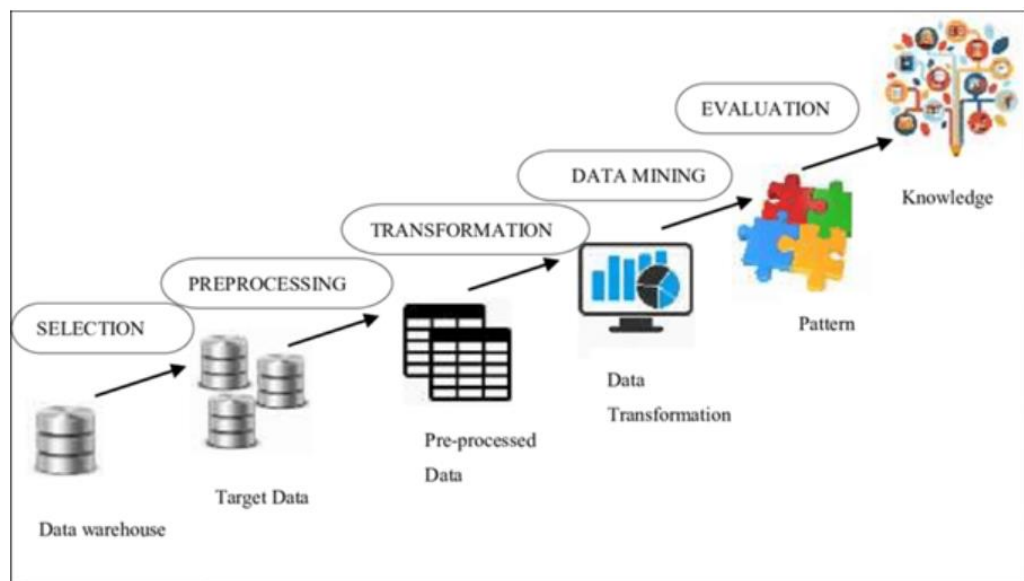 EVALUATION
DATA MINING
Knowledge
TRANSFORMATION
PREPROCESSING
SELECTION
Pattern
Data
Transformation
Pre-processed
Data
Target Data
Data warehouse